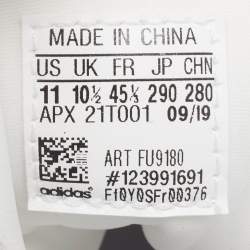 MADE IN CHINA
US UK FR JP CHN
11 10½ 45⅓ 290 280
APX 21T001 09/19
ART FU9180
#123991691
adidas F10Y0SFr00376